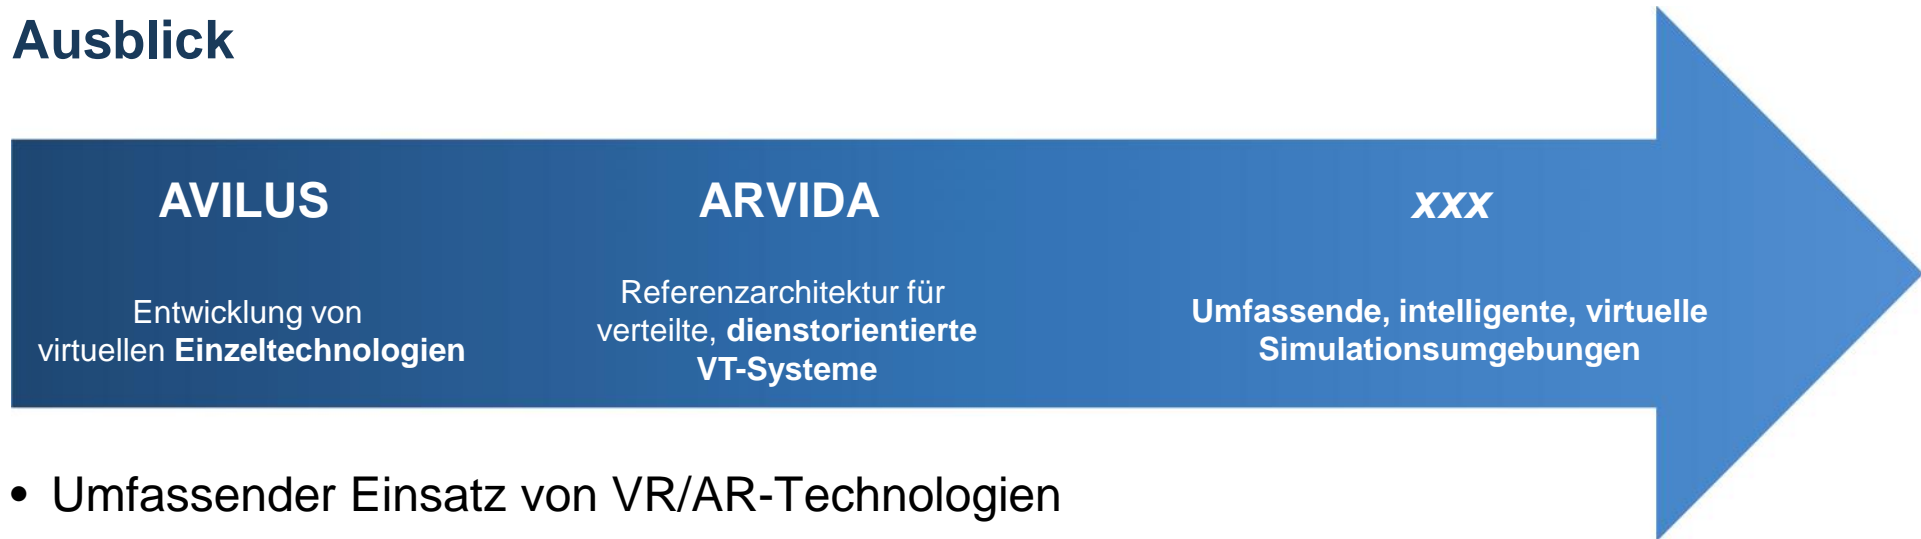 Ausblick
AVILUS
Entwicklung von
virtuellen Einzeltechnologien
ARVIDA
Referenzarchitektur für
verteilte, dienstorientierte
VT-Systeme
xxx
Umfassende, intelligente, virtuelle
Simulationsumgebungen
• Umfassender Einsatz von VR/AR-Technologien